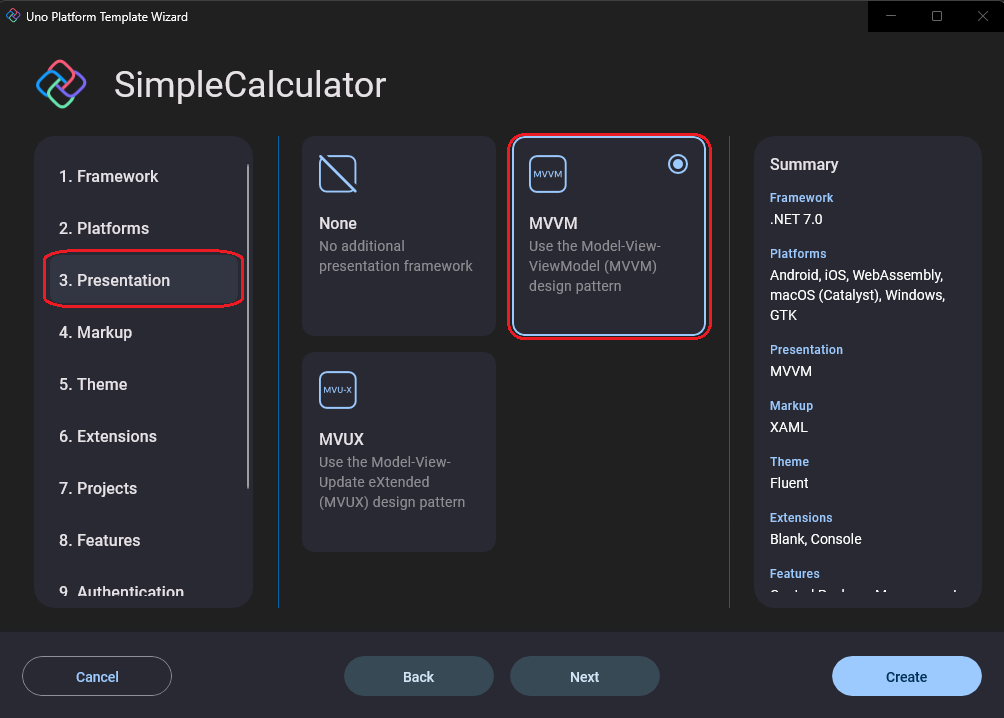 Uno Platform Template Wizard
SimpleCalculator
1. Framework
2. Platforms
3. Presentation
4. Markup
5. Theme
6. Extensions
7. Projects
8. Features
9. Authentication
None
No additional
presentation framework
MVVM
MVVM
Use the Model-View-
ViewModel (MVVM)
design pattern
MVU-X
MVUX
Use the Model-View-
Update eXtended
(MVUX) design pattern
Summary
Framework
.NET 7.0
Platforms
Android, iOS, WebAssembly,
macOS (Catalyst), Windows,
GTK
Presentation
MVVM
Markup
XAML
Theme
Fluent
Extensions
Blank, Console
Features
Cancel
Back
Next
Create